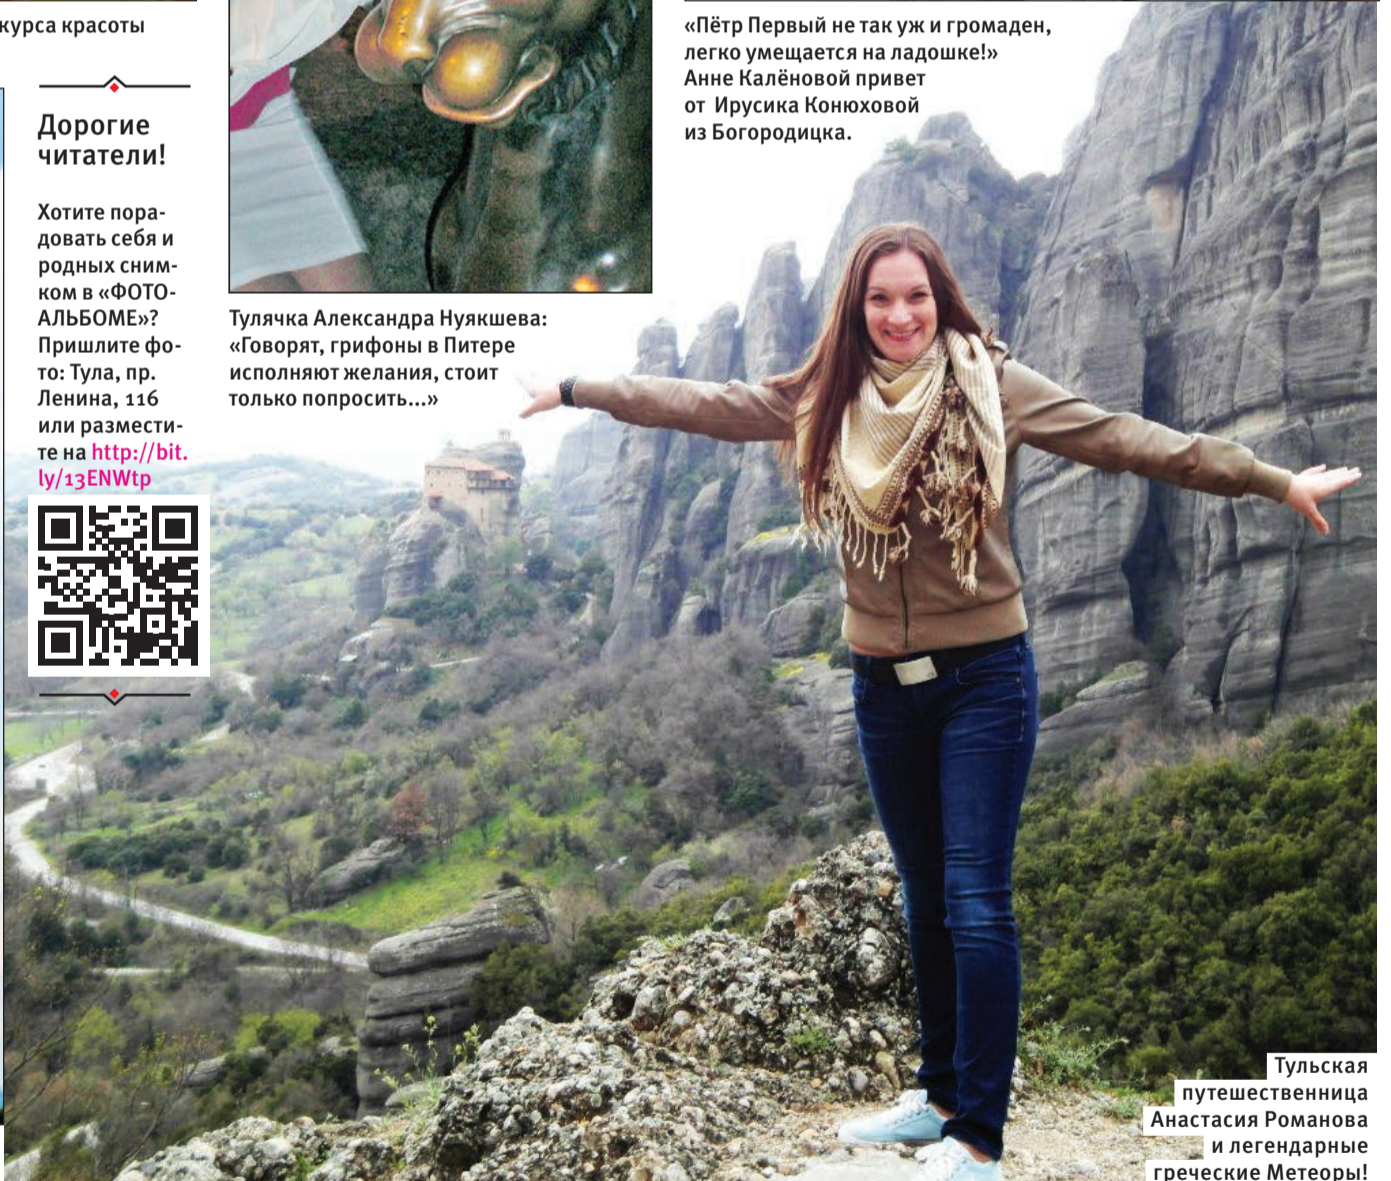 курса красоты
Дорогие
читатели!
Хотите пора-
довать себя и
родных сним-
ком в «ФОТО-
АЛЬБОМЕ»?
Пришлите фо-
то: Тула, пр.
Ленина, 116
или размести-
те на http://bit.
ly/13ENWtp
Тулячка Александра Нуякшева:
«Говорят, грифоны в Питере
исполняют желания, стоит
только попросить...»
«Пётр Первый не так уж и громаден,
легко умещается на ладошке!»
Анне Калёновой привет
от Ирусика Конюховой
из Богородицка.
Тульская
путешественница
Анастасия Романова
и легендарные
греческие Метеоры!